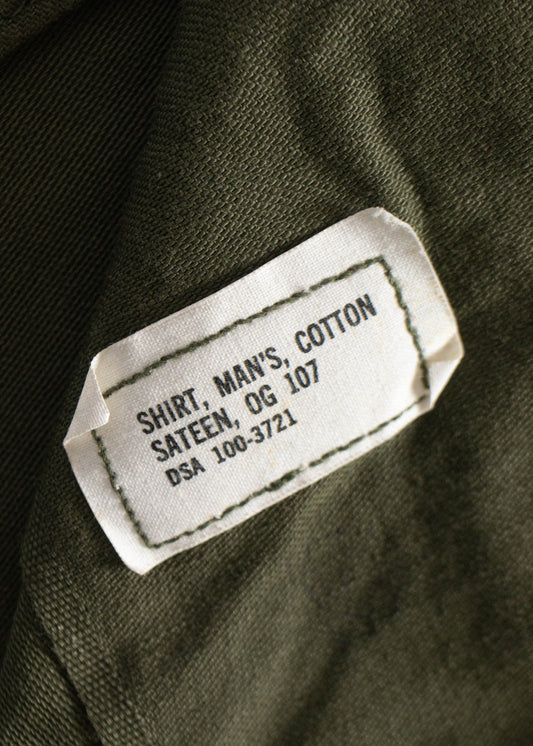 SHIRT, MAN'S, COTTON
SATEEN, OG 107
DSA 100-3721